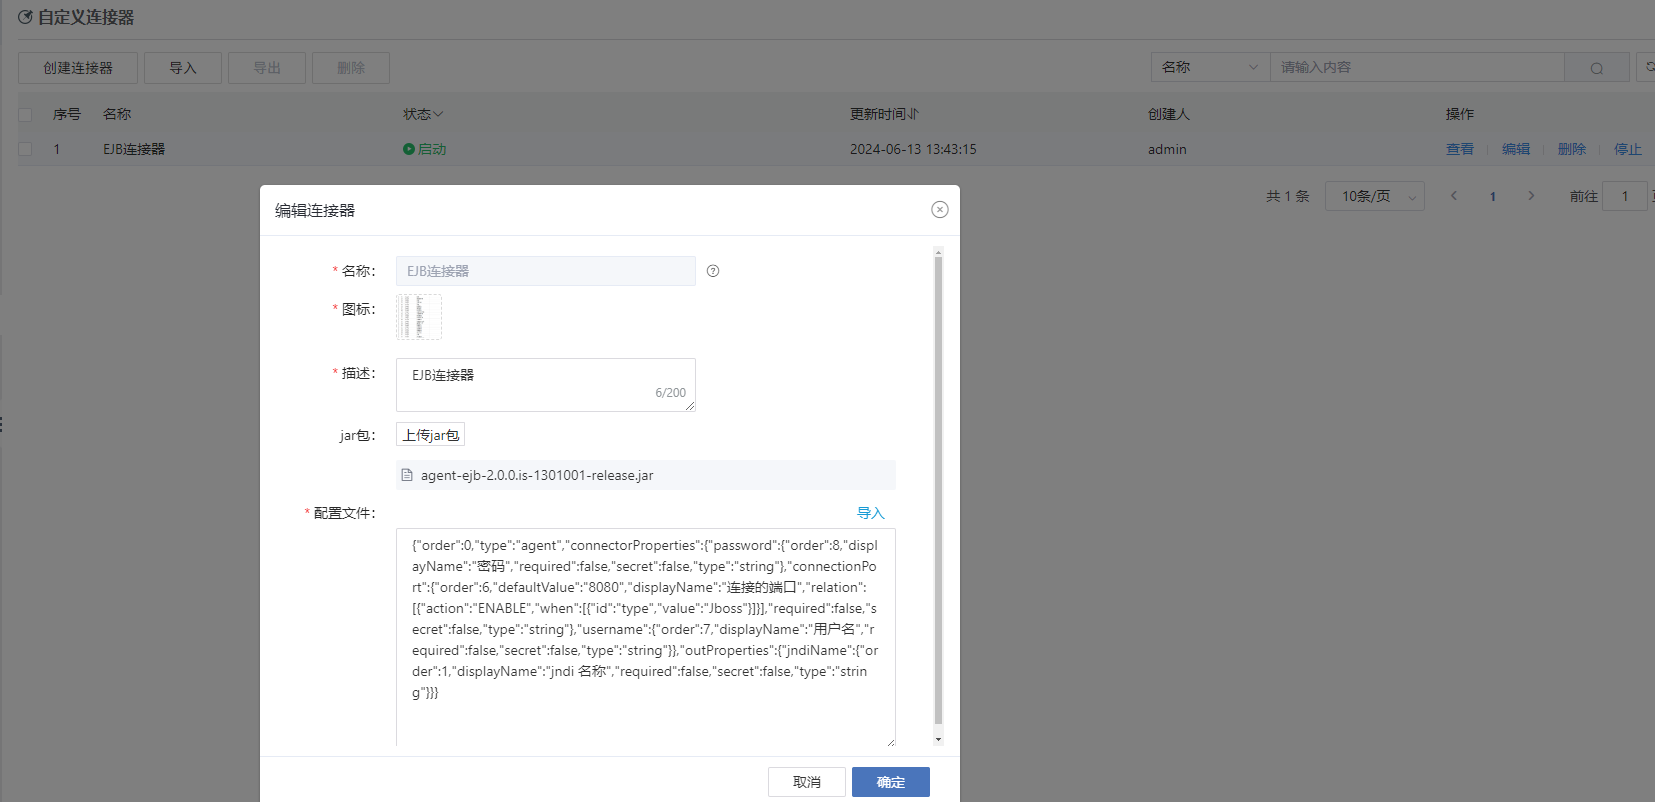 自定义连接器
创建连接器 导入 导出 删除 名称 请输入内容
序号 名称 状态 更新时间 创建人 操作
1 EJB连接器 启动 2024-06-13 13:43:15 admin 查看 编辑 删除 停止
共 1 条 10条/页 1 前往 1
编辑连接器
* 名称: EJB连接器
* 图标:
* 描述: EJB连接器
6/200
jar包: 上传jar包
agent-ejb-2.0.0.is-1301001-release.jar
* 配置文件: 导入
{"order":0,"type":"agent","connectorProperties":{"password":{"order":8,"displ
ayName":"密码","required":false,"secret":false,"type":"string"},"connectionPo
rt":{"order":6,"defaultValue":"8080","displayName":"连接的端口","relation":
[{"action":"ENABLE","when":[{"id":"type","value":"Jboss"}]}],"required":false,"s
ecret":false,"type":"string"},"username":{"order":7,"displayName":"用户名","r
equired":false,"secret":false,"type":"string"}},"outProperties":{"jndiName":{"o
rder":1,"displayName":"jndi 名称","required":false,"secret":false,"type":"strin
g"}}}
取消 确定